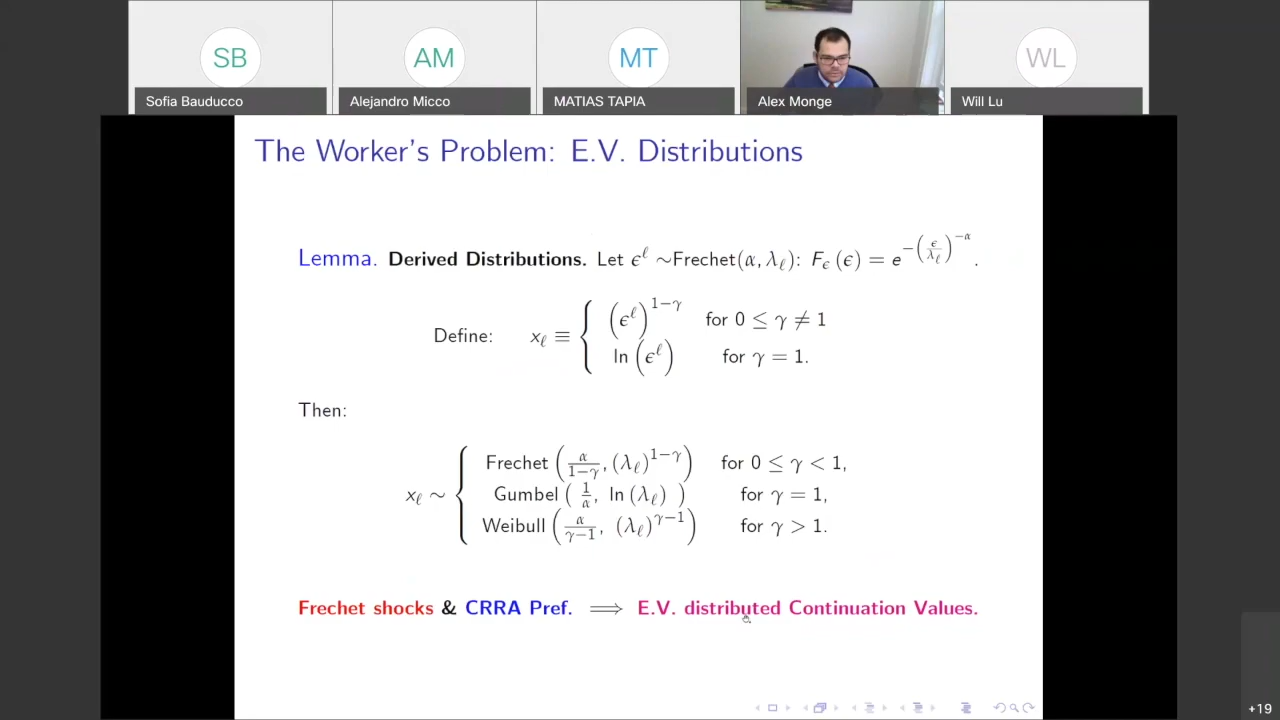 SB
AM
MT
WL
Sofia Bauducco
Alejandro Micco
MATIAS TAPIA
Alex Monge
Will Lu
The Worker's Problem: E.V. Distributions
Lemma. Derived Distributions. Let ϵ^ℓ ∼Frechet(α, λ_ℓ): F_ϵ (ϵ) = e^{−(ϵ/λ_ℓ)^{−α}}.
Define: x_ℓ ≡ { (ϵ^ℓ)^{1−γ} for 0 ≤ γ ≠ 1
ln (ϵ^ℓ) for γ = 1.
Then:
x_ℓ ∼ { Frechet (α/(1−γ), (λ_ℓ)^{1−γ}) for 0 ≤ γ < 1,
Gumbel (1/α, ln (λ_ℓ)) for γ = 1,
Weibull (α/(γ−1), (λ_ℓ)^{γ−1}) for γ > 1.
Frechet shocks & CRRA Pref. ⟹ E.V. distributed Continuation Values.
+19